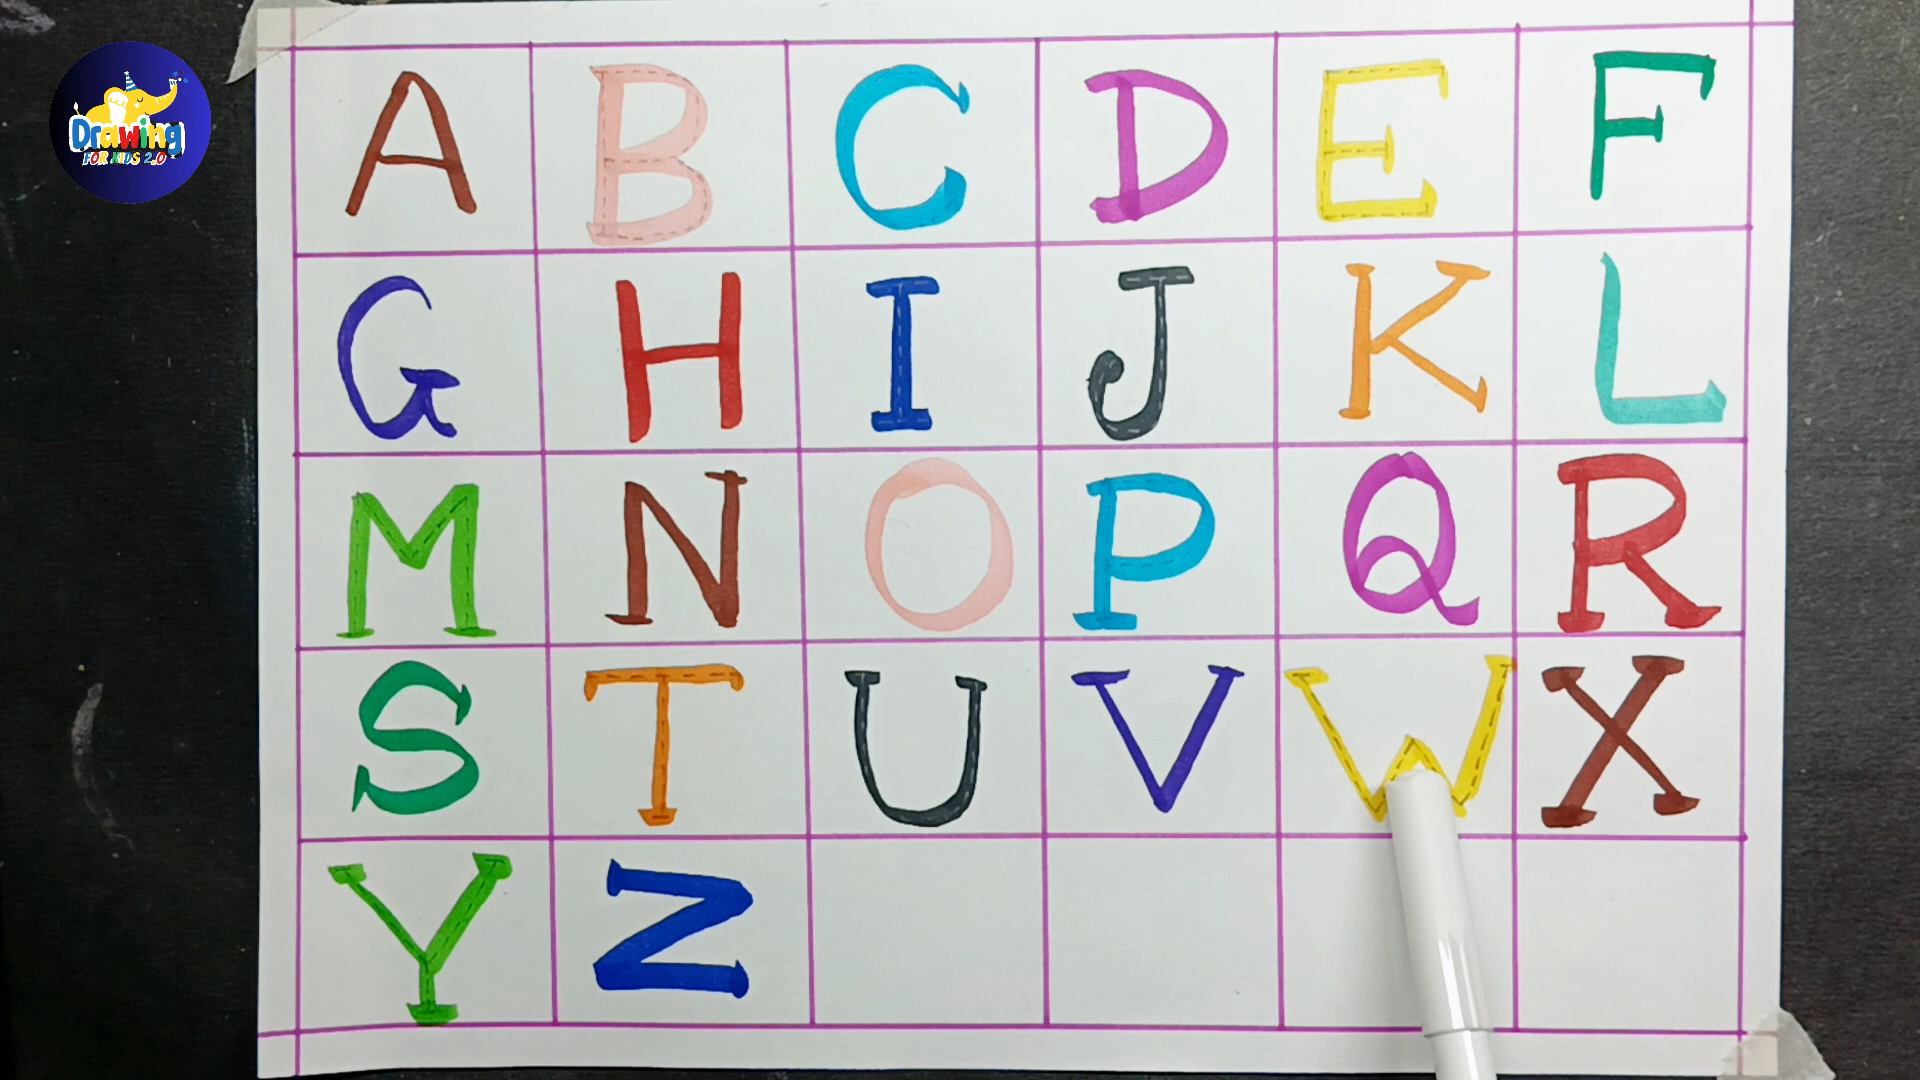 Drawing
FOR KIDS 2.0
A B C D E F
G H I J K L
M N O P Q R
S T U V W X
Y Z